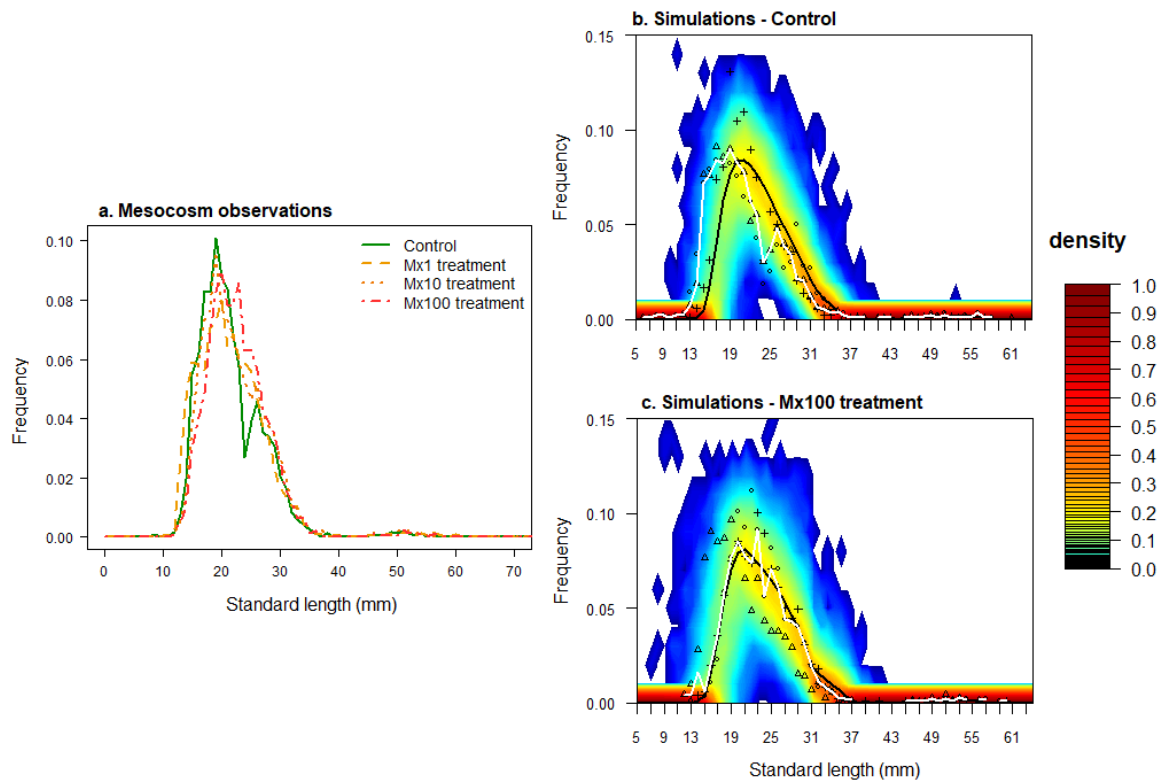 a. Mesocosm observations
Frequency
0.10
0.08
0.06
0.04
0.02
0.00
Control
Mx1 treatment
Mx10 treatment
Mx100 treatment
0 10 20 30 40 50 60 70
Standard length (mm)
b. Simulations - Control
Frequency
0.15
0.10
0.05
0.00
5 9 13 19 25 31 37 43 49 55 61
c. Simulations - Mx100 treatment
Frequency
0.15
0.10
0.05
0.00
5 9 13 19 25 31 37 43 49 55 61
Standard length (mm)
density
1.0
0.9
0.8
0.7
0.6
0.5
0.4
0.3
0.2
0.1
0.0